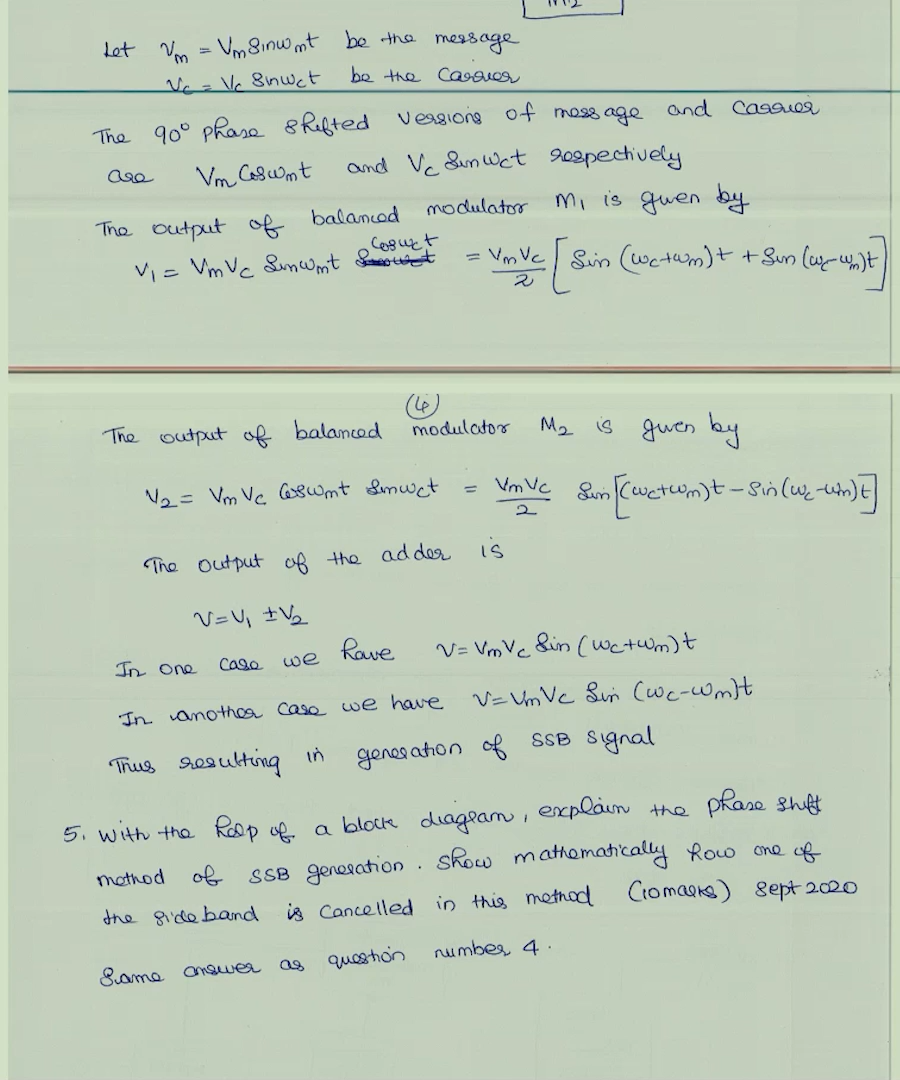 Let Vm = Vm Sinωmt be the message
Vc = Vc Sinωct be the Carrier
The 90° phase shifted versions of message and carrier
are Vm Cosωmt and Vc Sinωct respectively
The output of balanced modulator M1 is given by
V1 = VmVc Sinωmt Cosωct = VmVc/2 [Sin (ωc+ωm)t + Sin (ωc-ωm)t]
(4)
The output of balanced modulator M2 is given by
V2 = VmVc Cosωmt Sinωct = VmVc/2 Sin[(ωc+ωm)t - Sin(ωc-ωm)t]
The output of the adder is
V=V1 ±V2
In one case we have V= VmVc Sin (ωc+ωm)t
In another case we have V=VmVc Sin (ωc-ωm)t
Thus resulting in generation of SSB signal
5. With the help of a block diagram, explain the phase shift
method of SSB generation. Show mathematically how one of
the sideband is cancelled in this method (10marks) Sept 2020
Same answer as question number 4.